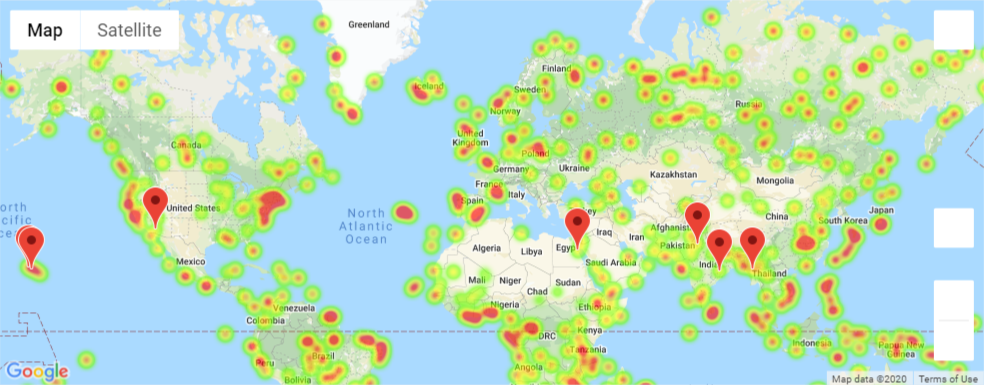 Map Satellite
Greenland
Iceland
Finland
Sweden
Norway
Russia
Canada
United
Kingdom
Poland
Germany
Ukraine
Kazakhstan
Mongolia
France
Italy
Spain
United States
North
Atlantic
Ocean
South Korea
Japan
China
Afghanistan
Iraq
Iran
Pakistan
Algeria
Libya
Egypt
Saudi Arabia
India
Thailand
Mexico
Mali
Niger
Chad
Sudan
Nigeria
Ethiopia
Venezuela
Colombia
Kenya
DRC
Tanzania
Indonesia
Papua New
Guinea
Peru
Brazil
Angola
Bolivia
Google
Map data ©2020 Terms of Use